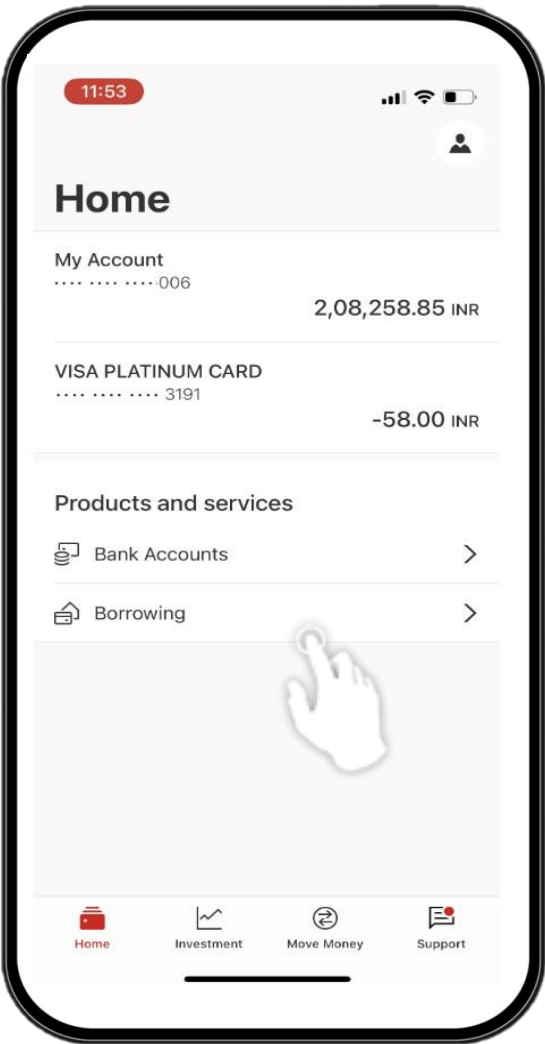 11:53
Home
My Account
···· ···· ····006
2,08,258.85 INR
VISA PLATINUM CARD
···· ···· ···· 3191
-58.00 INR
Products and services
Bank Accounts
Borrowing
Home Investment Move Money Support